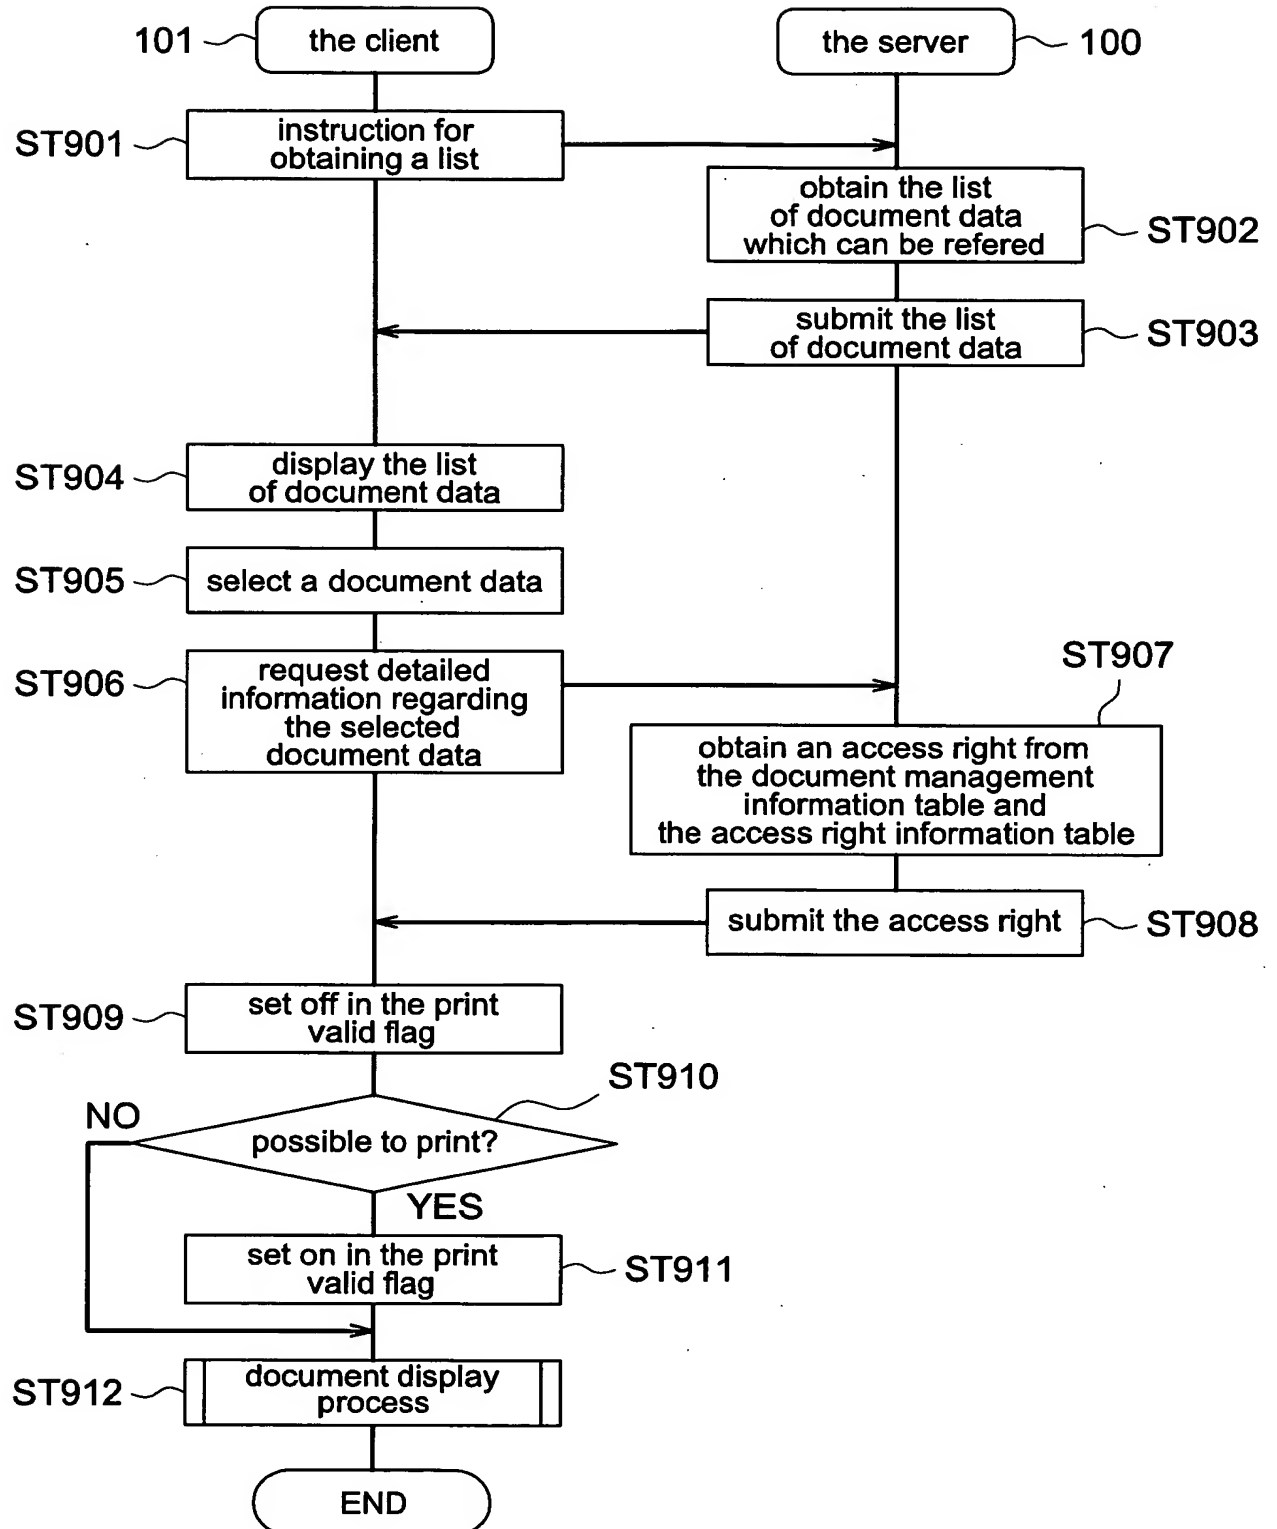 101
the client
the server
100
ST901
instruction for
obtaining a list
obtain the list
of document data
which can be refered
ST902
submit the list
of document data
ST903
ST904
display the list
of document data
ST905
select a document data
ST906
request detailed
information regarding
the selected
document data
ST907
obtain an access right from
the document management
information table and
the access right information table
submit the access right
ST908
ST909
set off in the print
valid flag
ST910
NO
possible to print?
YES
set on in the print
valid flag
ST911
ST912
document display
process
END